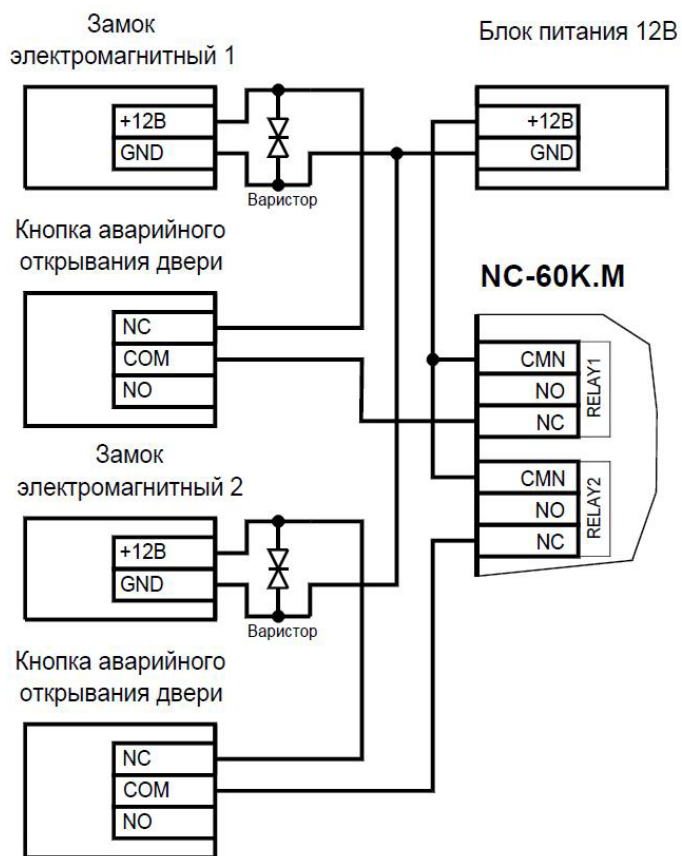 Замок
электромагнитный 1
+12В
GND
Варистор
Блок питания 12В
+12В
GND
Кнопка аварийного
открывания двери
NC
COM
NO
NC-60K.M
CMN
NO
NC
RELAY1
CMN
NO
NC
RELAY2
Замок
электромагнитный 2
+12В
GND
Варистор
Кнопка аварийного
открывания двери
NC
COM
NO